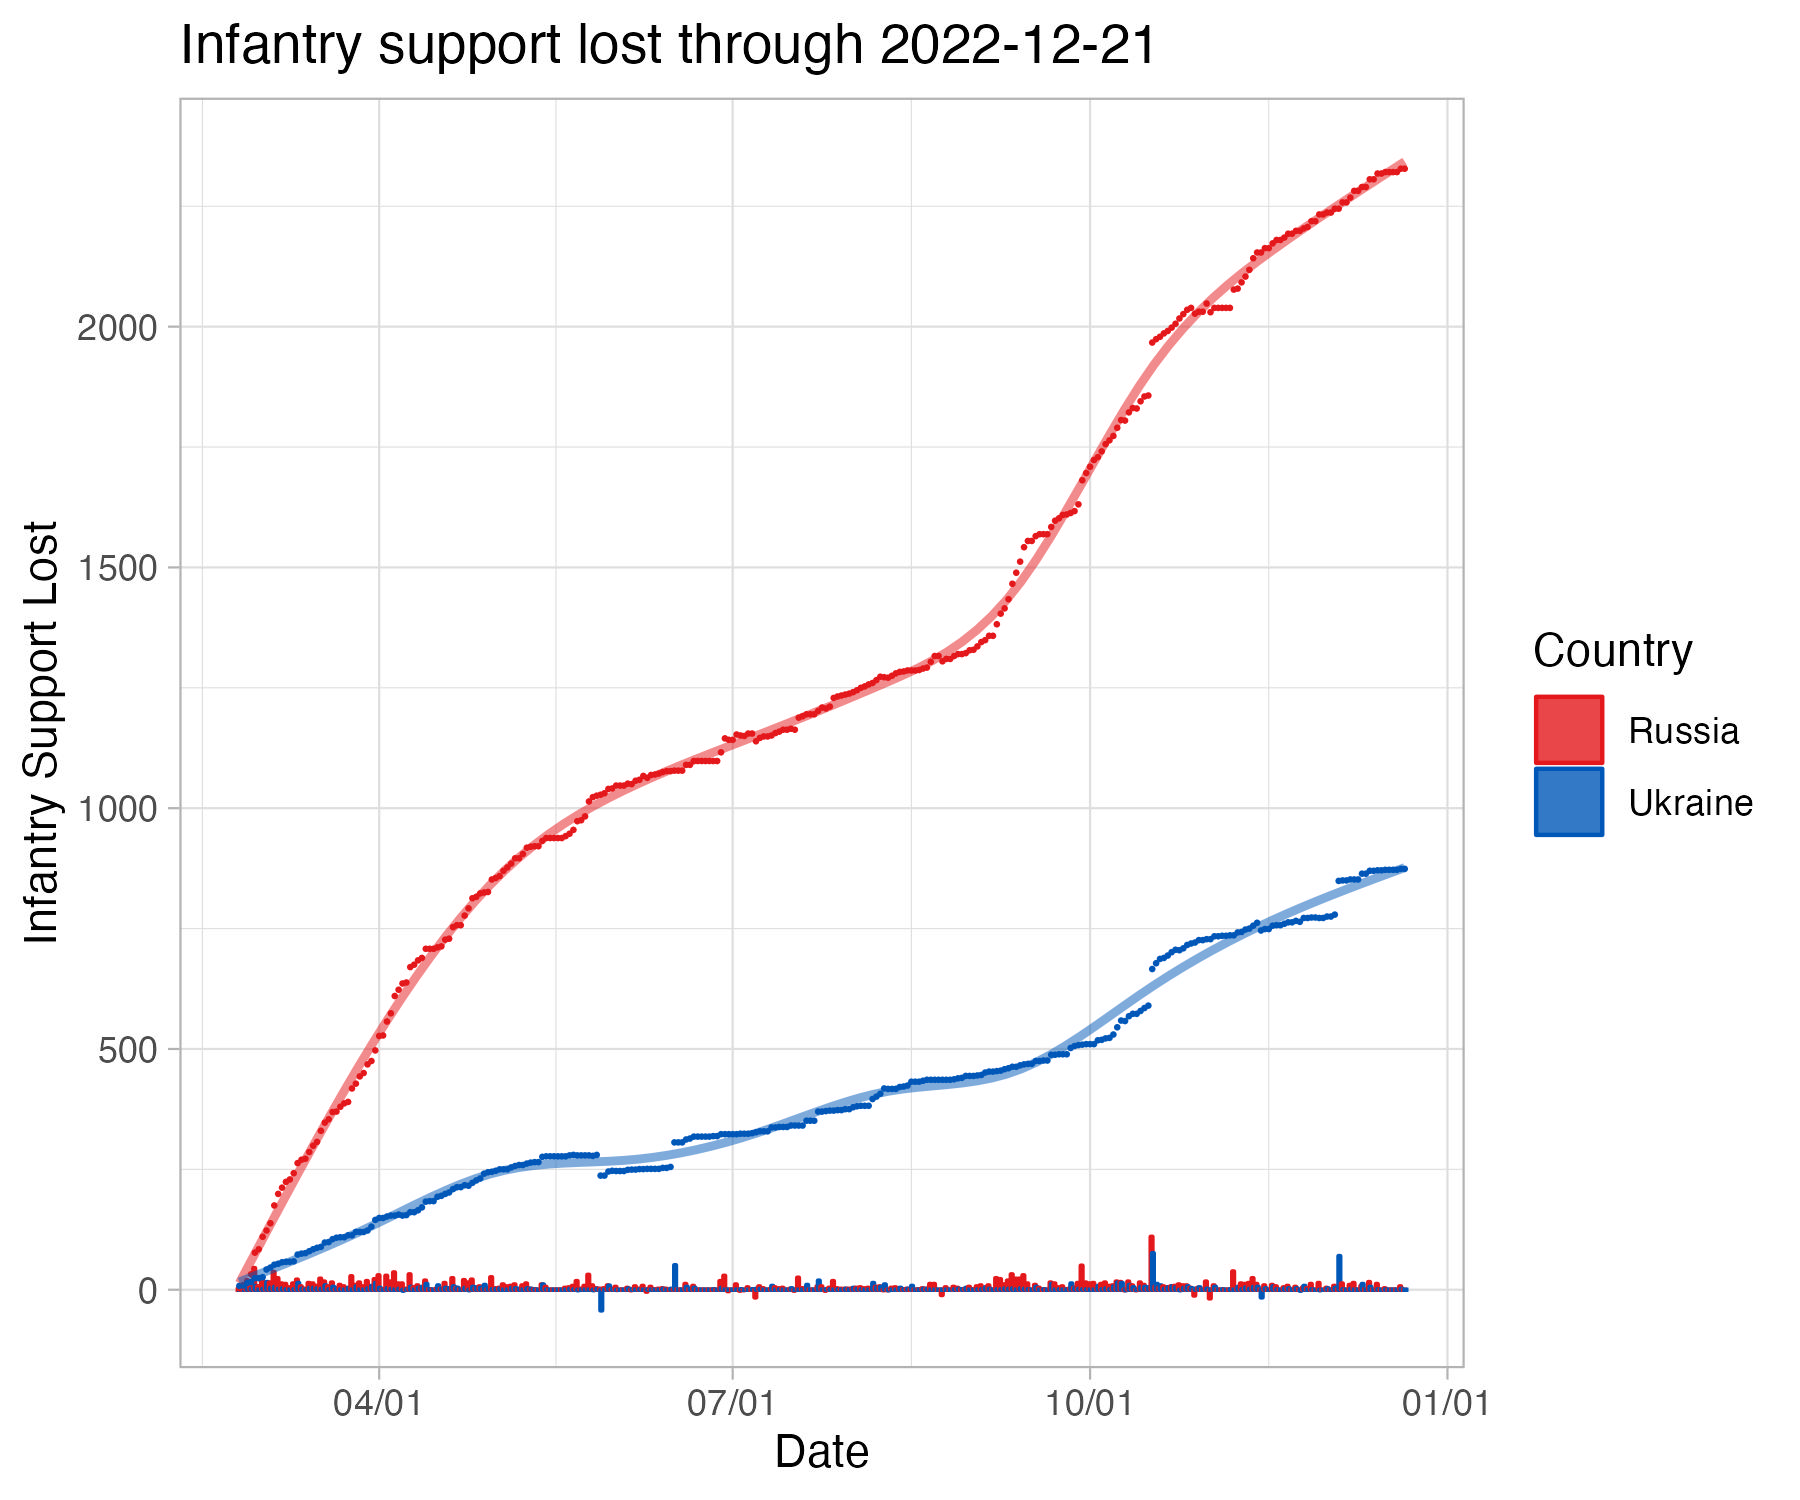 Infantry support lost through 2022-12-21
Infantry Support Lost
2000
1500
1000
500
0
04/01
07/01
10/01
01/01
Date
Country
Russia
Ukraine